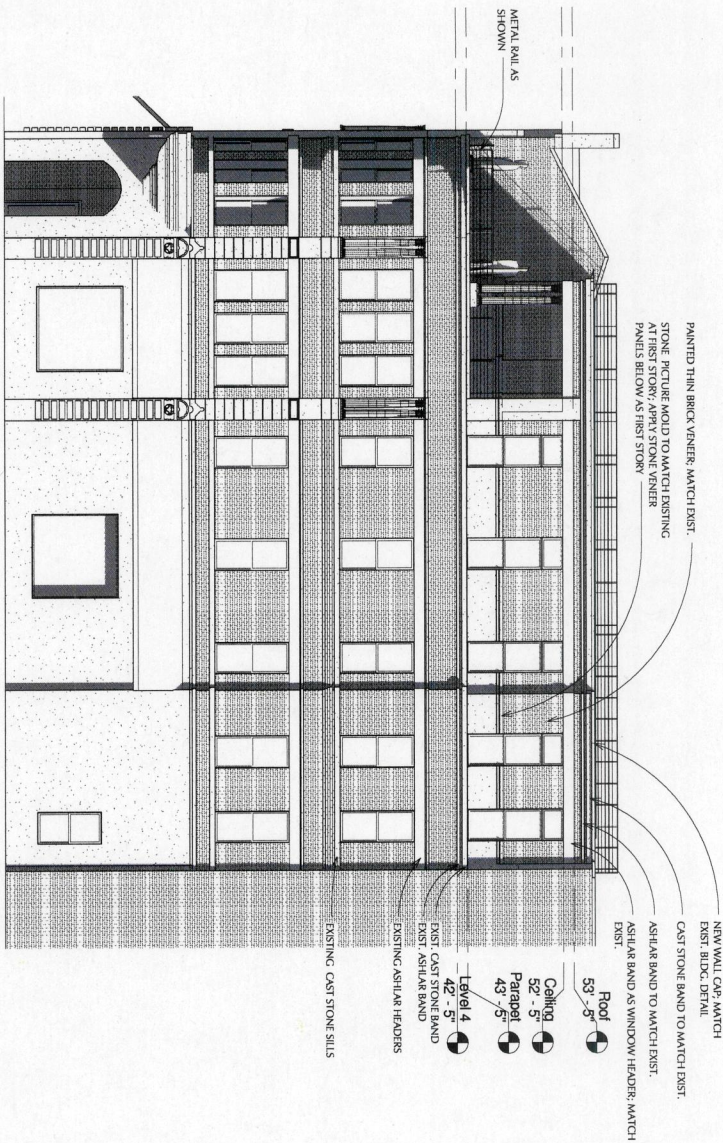 NEW WALL CAP; MATCH
EXIST. BLDG. DETAIL
CAST STONE BAND TO MATCH EXIST.
ASHLAR BAND TO MATCH EXIST.
ASHLAR BAND AS WINDOW HEADER; MATCH
EXIST.
PAINTED THIN BRICK VENEER; MATCH EXIST.
STONE PICTURE MOLD TO MATCH EXISTING
AT FIRST STORY; APPLY STONE VENEER
PANELS BELOW AS FIRST STORY
METAL RAIL AS
SHOWN
Roof
53' - 5"
Ceiling
52' - 5"
Parapet
43' - 5"
Level 4
42' - 5"
EXIST. CAST STONE BAND
EXIST. ASHLAR BAND
EXISTING ASHLAR HEADERS
EXISTING CAST STONE SILLS